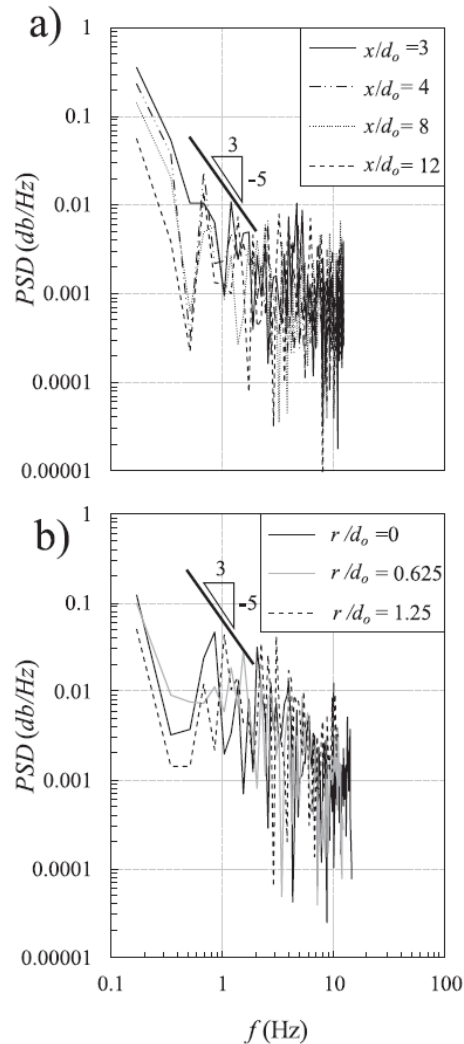 a)
1
0.1
0.01
0.001
0.0001
0.00001
PSD (db/Hz)
x/dₒ =3
x/dₒ = 4
x/dₒ = 8
x/dₒ = 12
3
-5
b)
1
0.1
0.01
0.001
0.0001
0.00001
PSD (db/Hz)
r/dₒ =0
r/dₒ = 0.625
r/dₒ = 1.25
3
-5
0.1 1 10 100
f (Hz)